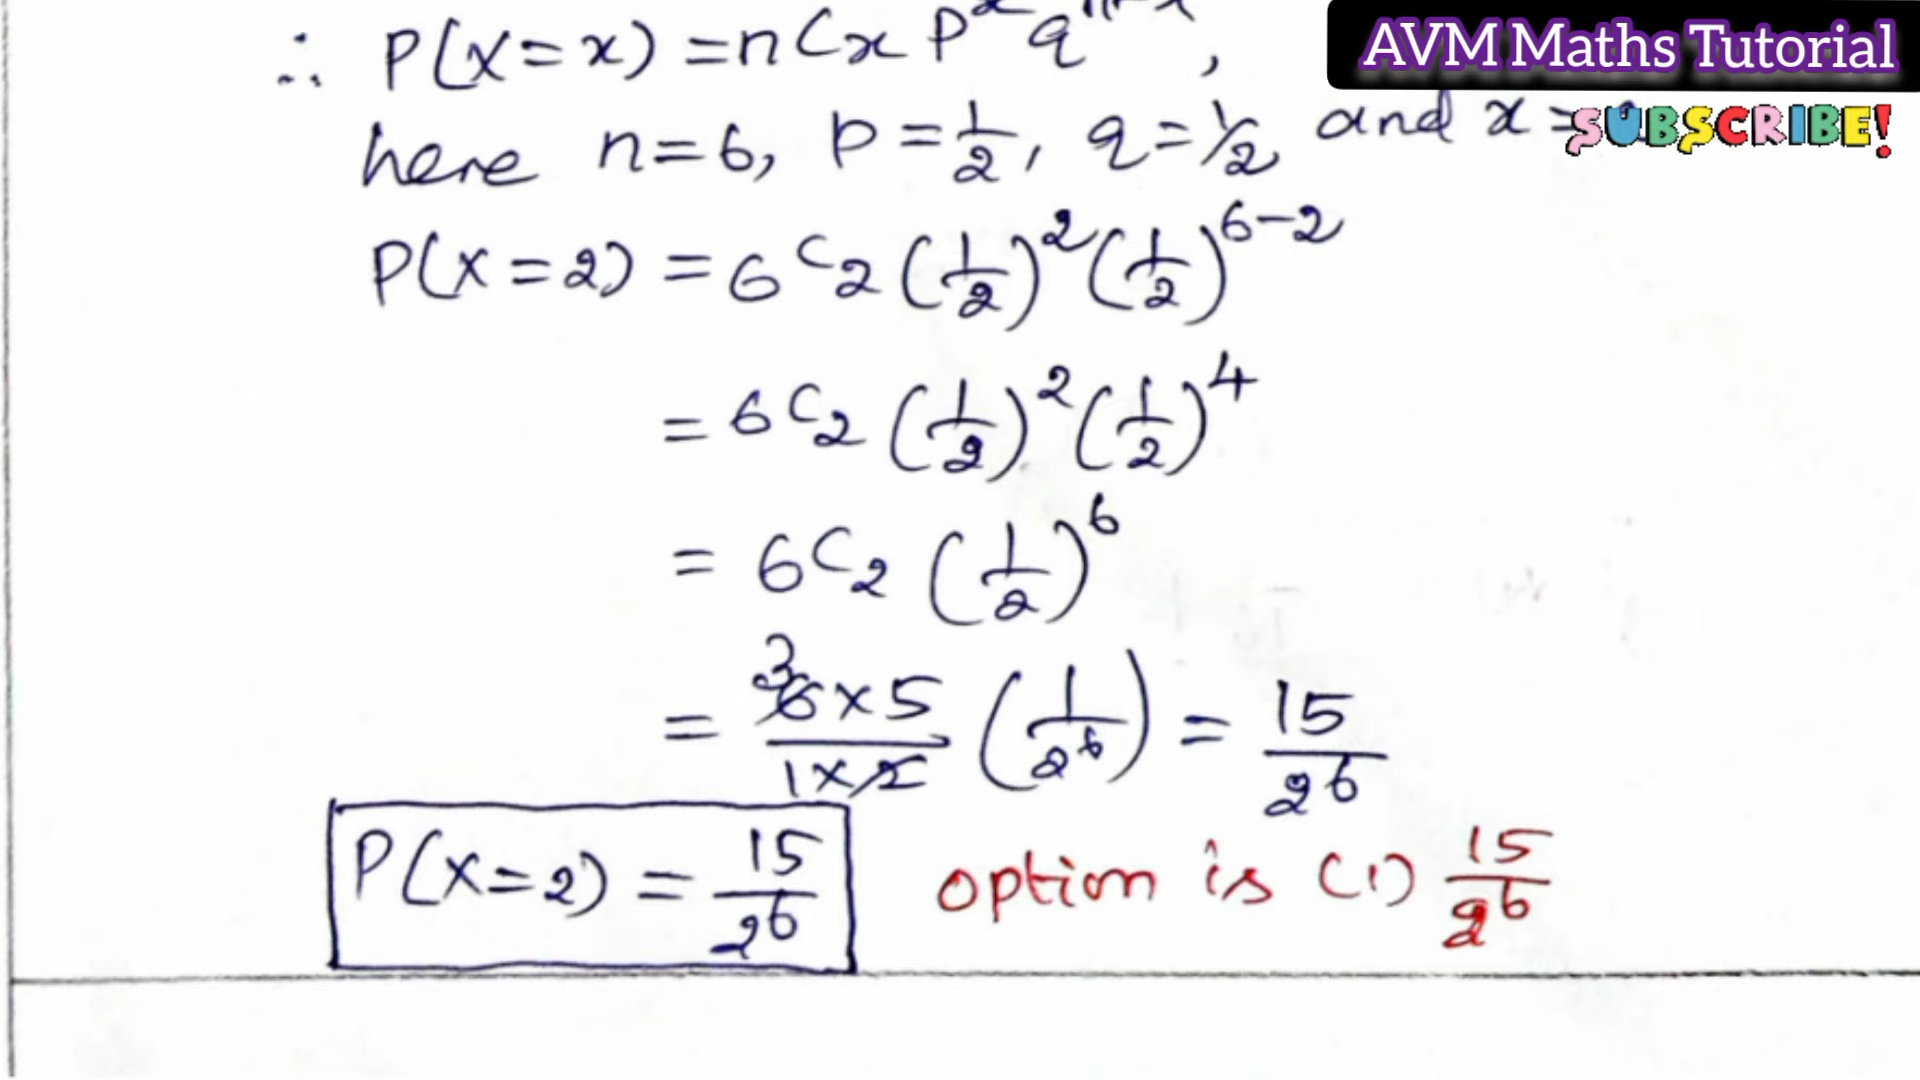 ∴ P(X=x) = nCx p^x q^n-x,
AVM Maths Tutorial
here n=6, p=1/2, q=1/2 and x=
SUBSCRIBE!
P(X=2) = 6C2 (1/2)^2 (1/2)^6-2
= 6C2 (1/2)^2 (1/2)^4
= 6C2 (1/2)^6
= 3 6×5/1×2 (1/2^6) = 15/2^6
P(X=2) = 15/2^6 option is (1) 15/2^6